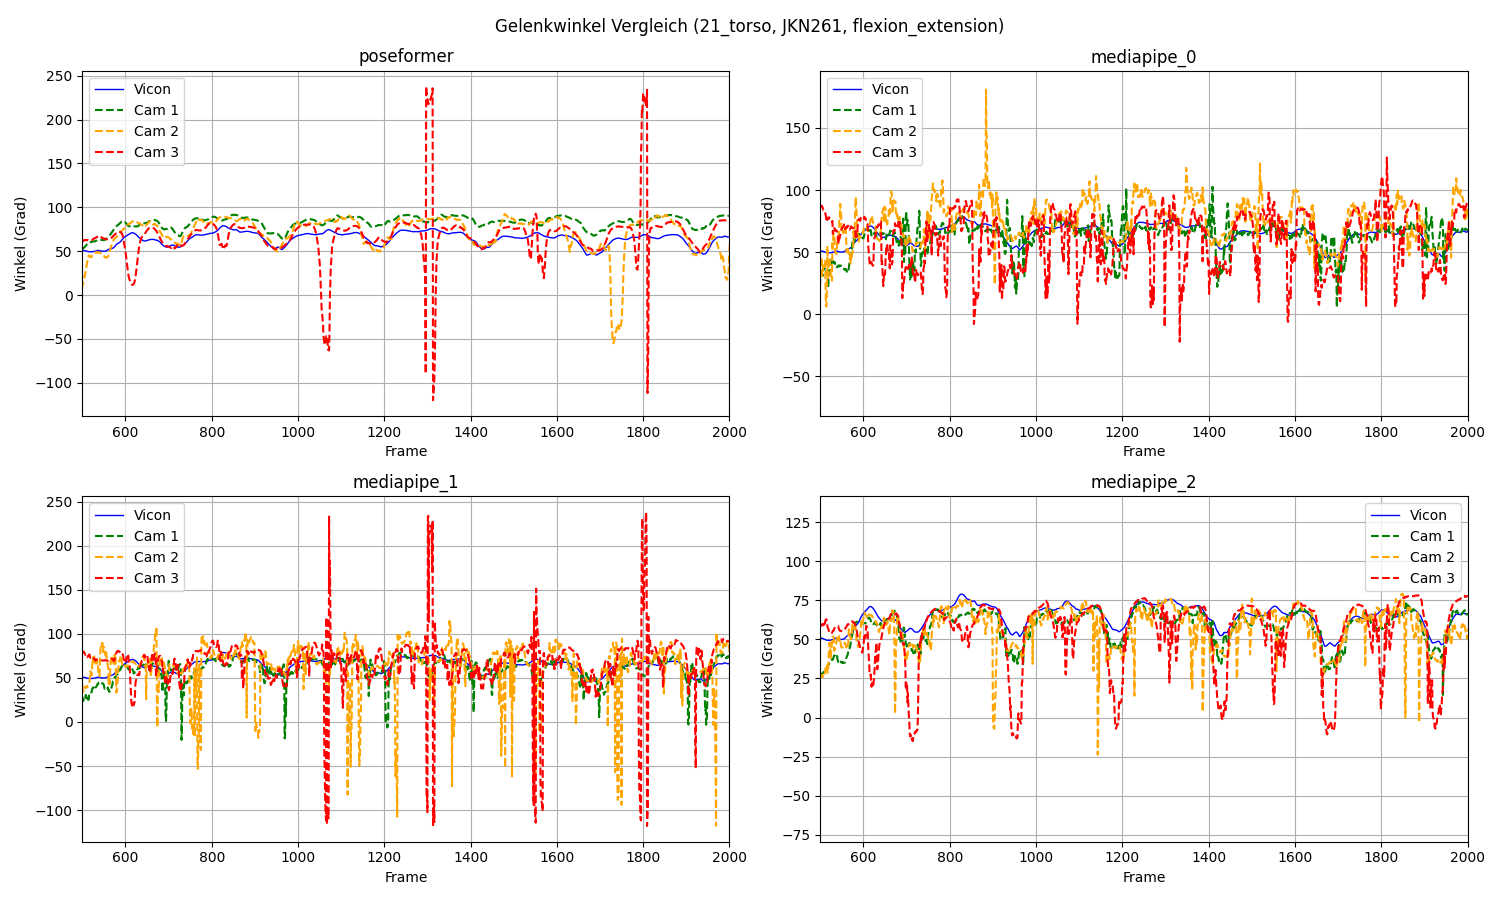 Gelenkwinkel Vergleich (21_torso, JKN261, flexion_extension)
poseformer
Winkel (Grad)
250
200
150
100
50
0
−50
−100
Vicon
Cam 1
Cam 2
Cam 3
600 800 1000 1200 1400 1600 1800 2000
Frame
mediapipe_0
Winkel (Grad)
150
100
50
0
−50
Vicon
Cam 1
Cam 2
Cam 3
600 800 1000 1200 1400 1600 1800 2000
Frame
mediapipe_1
Winkel (Grad)
250
200
150
100
50
0
−50
−100
Vicon
Cam 1
Cam 2
Cam 3
600 800 1000 1200 1400 1600 1800 2000
Frame
mediapipe_2
Winkel (Grad)
125
100
75
50
25
0
−25
−50
−75
Vicon
Cam 1
Cam 2
Cam 3
600 800 1000 1200 1400 1600 1800 2000
Frame